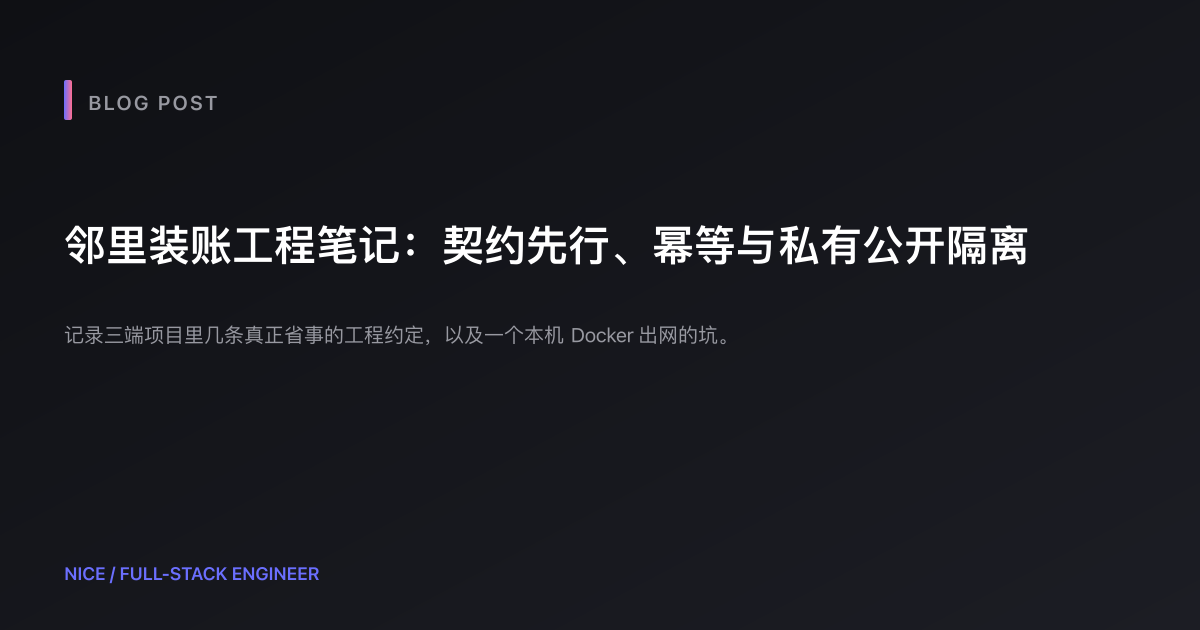 BLOG POST
邻里装账工程笔记：契约先行、幂等与私有公开隔离
记录三端项目里几条真正省事的工程约定，以及一个本机 Docker 出网的坑。
NICE / FULL-STACK ENGINEER